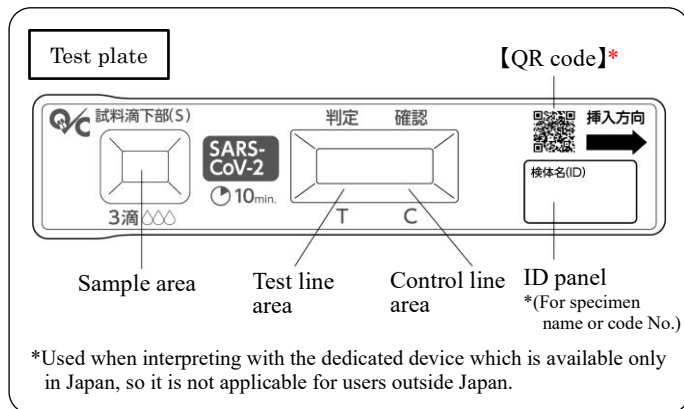 Test plate
【QR code】*
Q/C 試料滴下部(S)
判定 確認
挿入方向
SARS-
CoV-2
10min.
検体名(ID)
3滴
T C
Sample area
Test line
area
Control line
area
ID panel
*(For specimen
name or code No.)
*Used when interpreting with the dedicated device which is available only
in Japan, so it is not applicable for users outside Japan.